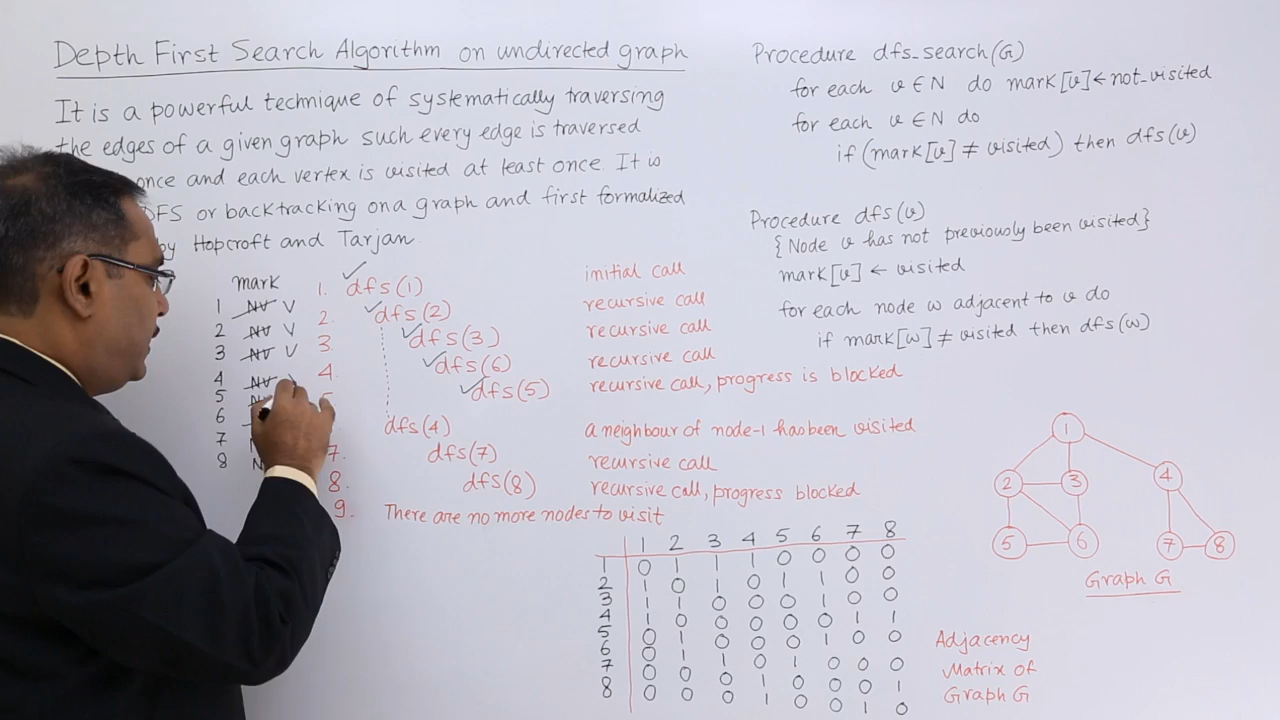 Depth First Search Algorithm on undirected graph
It is a powerful technique of systematically traversing
the edges of a given graph such every edge is traversed
once and each vertex is visited at least once. It is
DFS or backtracking on a graph and first formalized
by Hopcroft and Tarjan
mark
1 NV V
2 NV V
3 NV V
4 NV
5
6
7
8
1. dfs(1) initial call
2. dfs(2) recursive call
3. dfs(3) recursive call
4. dfs(6) recursive call
dfs(5) recursive call, progress is blocked
dfs(4) a neighbour of node-1 has been visited
7. dfs(7) recursive call
8. dfs(8) recursive call, progress blocked
9. There are no more nodes to visit
Procedure dfs_search(G)
for each v ∈ N do mark[v] ← not_visited
for each v ∈ N do
if (mark[v] ≠ visited) then dfs(v)
Procedure dfs(v)
{Node v has not previously been visited}
mark[v] ← visited
for each node w adjacent to v do
if mark[w] ≠ visited then dfs(w)
1
2 3 4
5 6 7 8
Graph G
1 2 3 4 5 6 7 8
1 0 1 1 1 0 0 0 0
2 1 0 1 0 1 1 0 0
3 1 1 0 0 0 1 0 0
4 1 0 0 0 0 0 1 1
5 0 1 0 0 0 1 0 0
6 0 1 1 0 1 0 0 0
7 0 0 0 1 0 0 0 1
8 0 0 0 1 0 0 1 0
Adjacency
Matrix of
Graph G